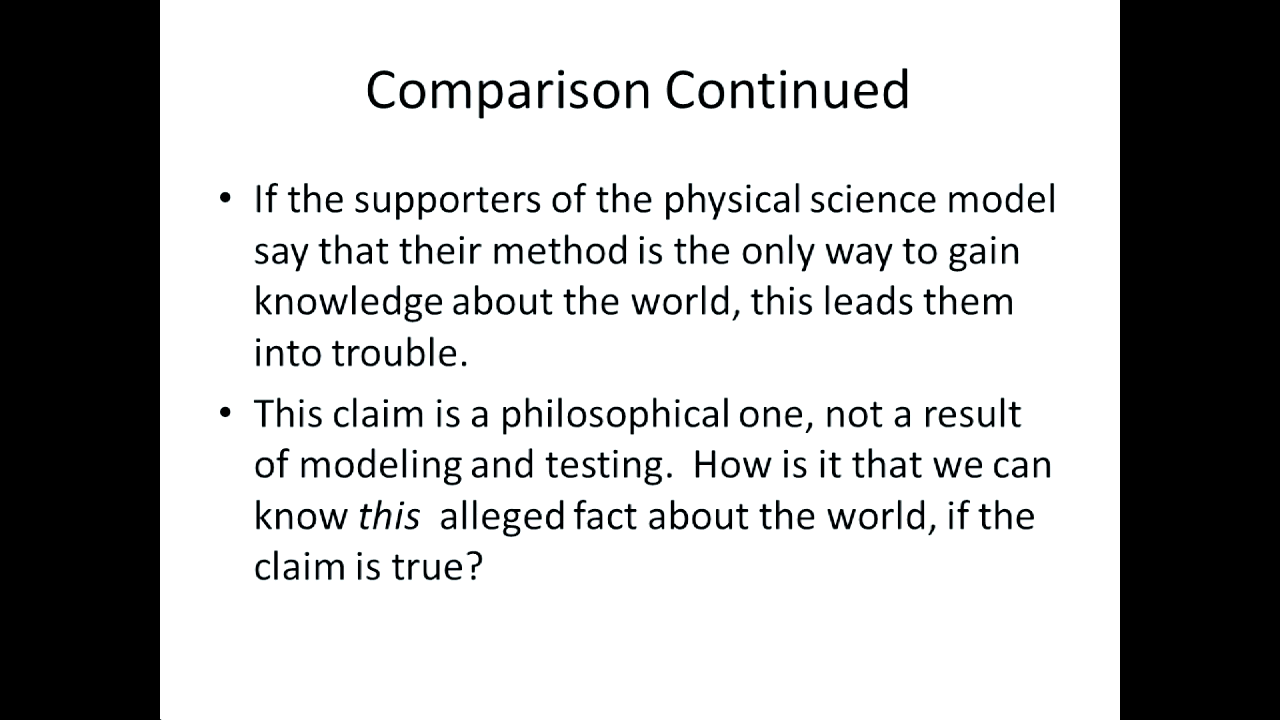 Comparison Continued
• If the supporters of the physical science model
say that their method is the only way to gain
knowledge about the world, this leads them
into trouble.
• This claim is a philosophical one, not a result
of modeling and testing.  How is it that we can
know this  alleged fact about the world, if the
claim is true?